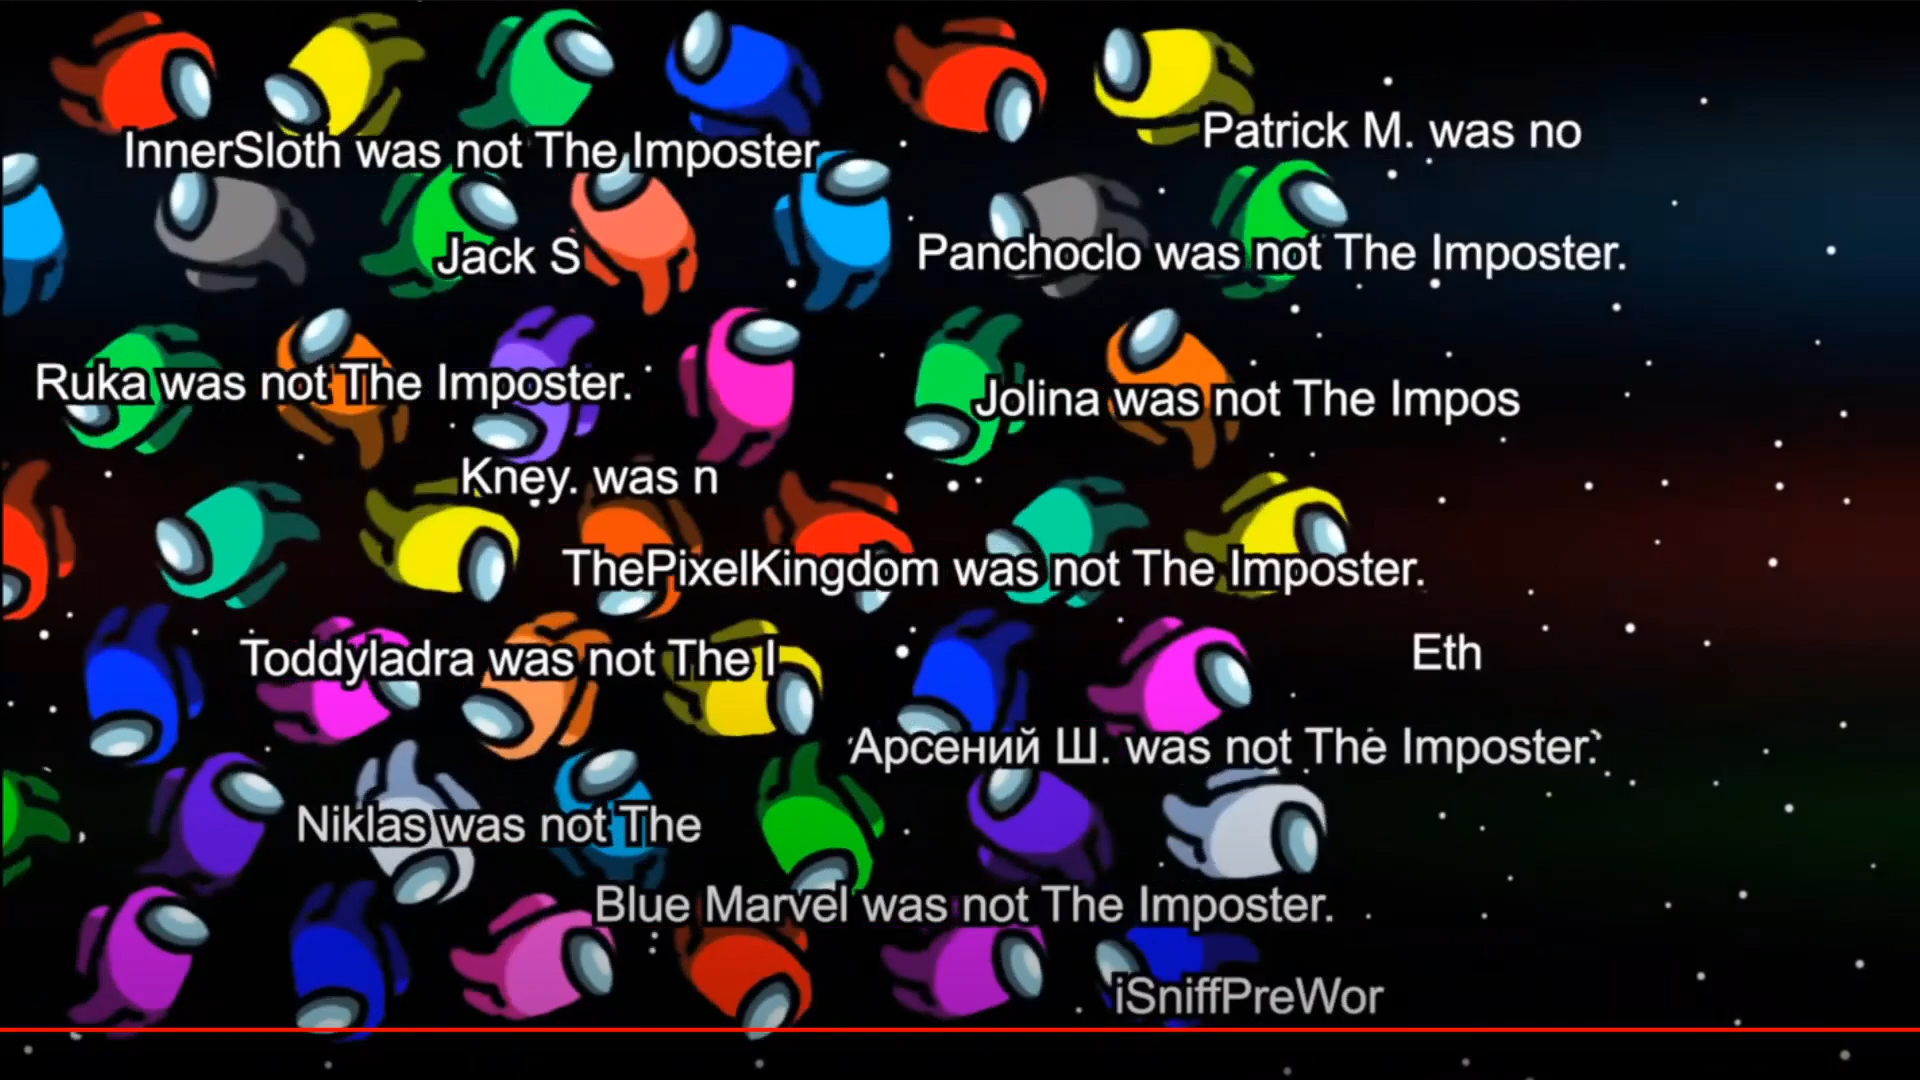 InnerSloth was not The Imposter
Patrick M. was no
Jack S
Panchoclo was not The Imposter.
Ruka was not The Imposter.
Jolina was not The Impos
Kney. was n
ThePixelKingdom was not The Imposter.
Toddyladra was not The I
Eth
Арсений Ш. was not The Imposter.
Niklas was not The
Blue Marvel was not The Imposter.
iSniffPreWor